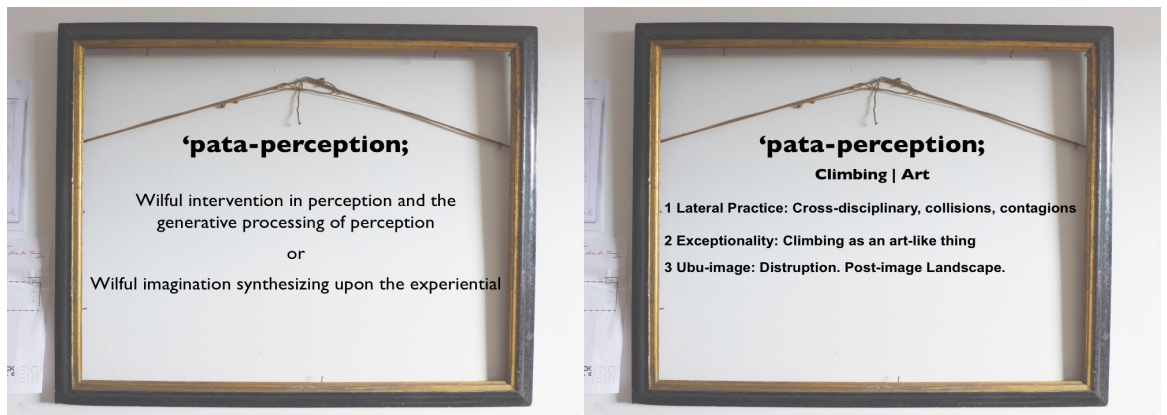 ‘pata-perception;
Wilful intervention in perception and the
generative processing of perception
or
Wilful imagination synthesizing upon the experiential
‘pata-perception;
Climbing | Art
1 Lateral Practice: Cross-disciplinary, collisions, contagions
2 Exceptionality: Climbing as an art-like thing
3 Ubu-image: Distruption. Post-image Landscape.